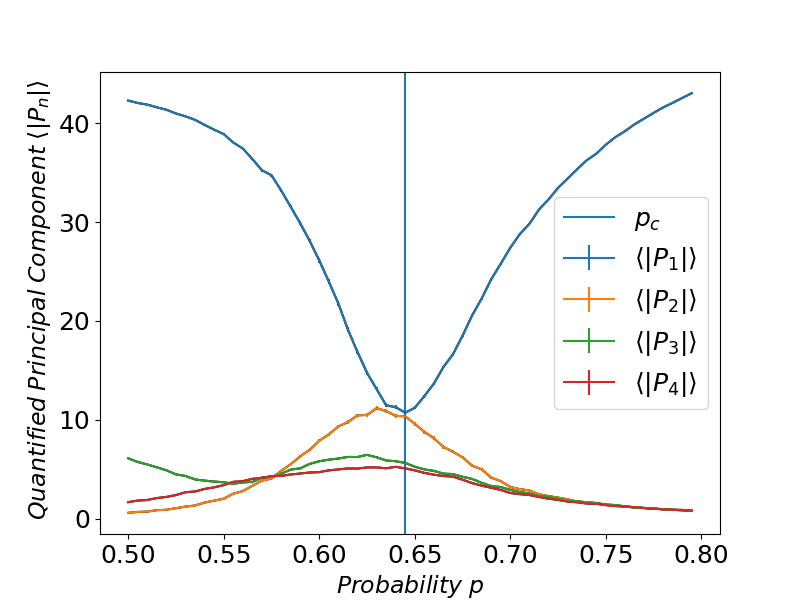 Quantified Principal Component ⟨|Pₙ|⟩
40
30
20
10
0
p_c
⟨|P₁|⟩
⟨|P₂|⟩
⟨|P₃|⟩
⟨|P₄|⟩
0.50 0.55 0.60 0.65 0.70 0.75 0.80
Probability p